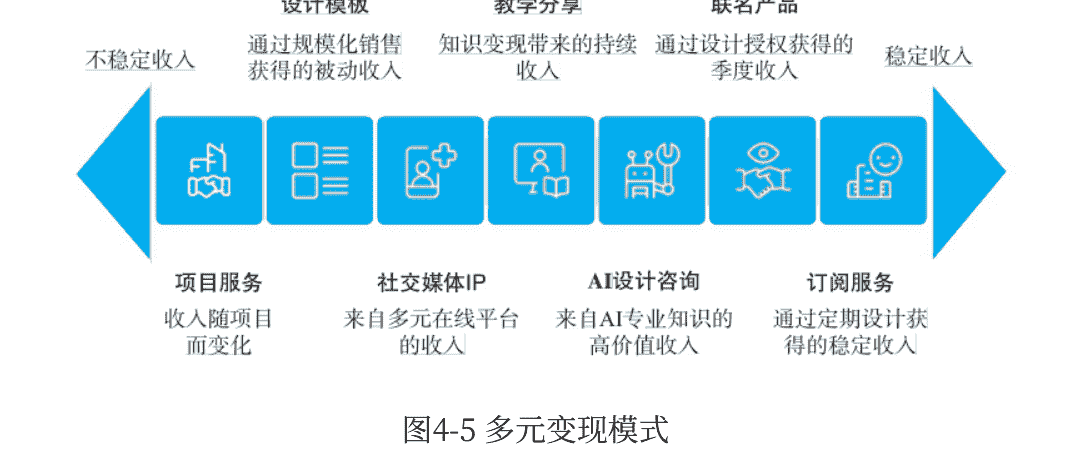 设计模板
教学分享
联名产品
不稳定收入
通过规模化销售
获得的被动收入
知识变现带来的持续
收入
通过设计授权获得的
季度收入
稳定收入
项目服务
收入随项目
而变化
社交媒体IP
来自多元在线平台
的收入
AI设计咨询
来自AI专业知识的
高价值收入
订阅服务
通过定期设计获
得的稳定收入
图4-5 多元变现模式